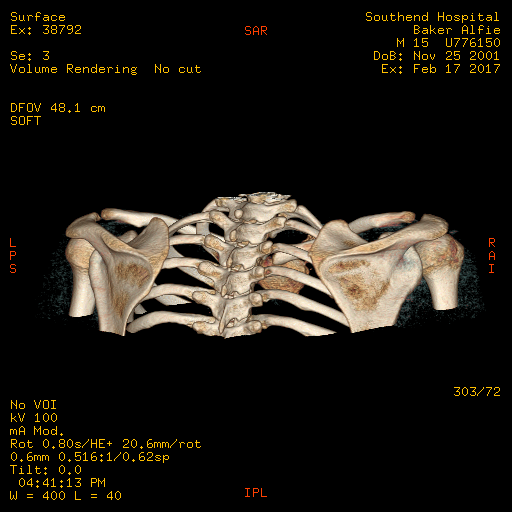 Surface
Ex: 38792
Se: 3
Volume Rendering No cut
DFOV 48.1 cm
SOFT
SAR
Southend Hospital
Baker Alfie
M 15 U776150
DoB: Nov 25 2001
Ex: Feb 17 2017
L
P
S
R
A
I
303/72
No VOI
kV 100
mA Mod.
Rot 0.80s/HE+ 20.6mm/rot
0.6mm 0.516:1/0.62sp
Tilt: 0.0
04:41:13 PM
W = 400 L = 40
IPL